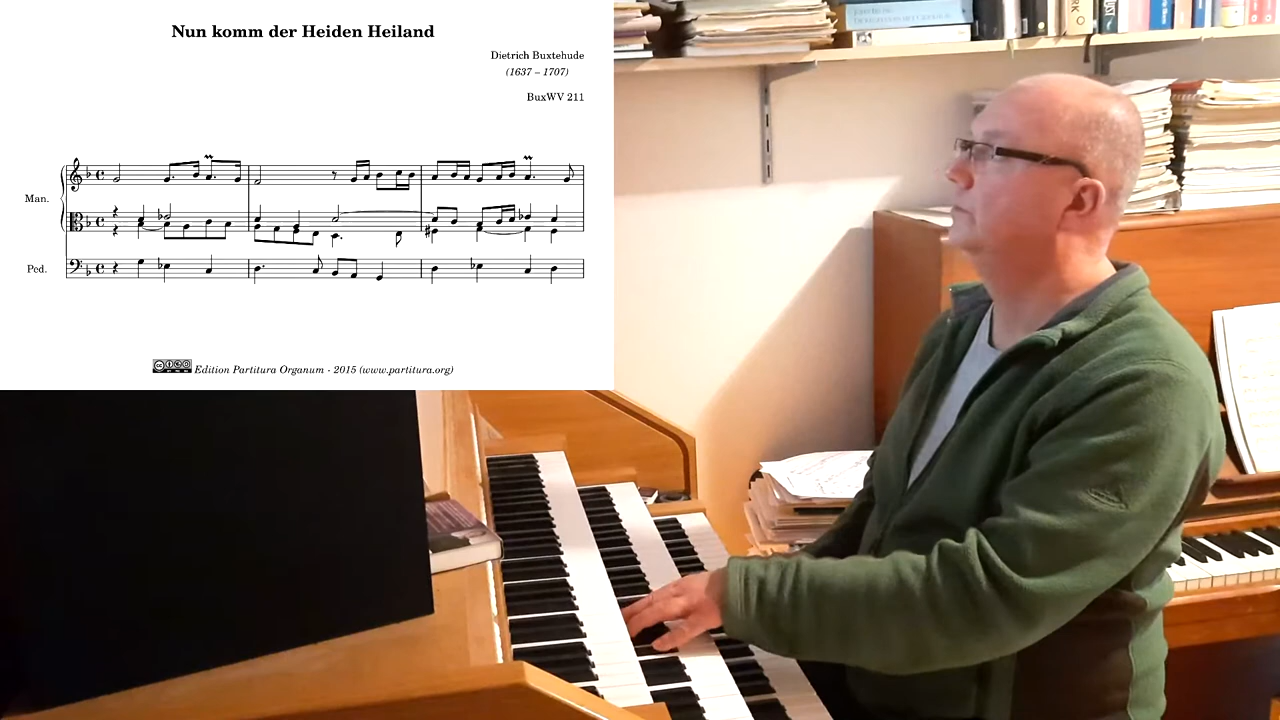 Nun komm der Heiden Heiland
Dietrich Buxtehude
(1637 – 1707)
BuxWV 211
Man.
Ped.
Edition Partitura Organum - 2015 (www.partitura.org)